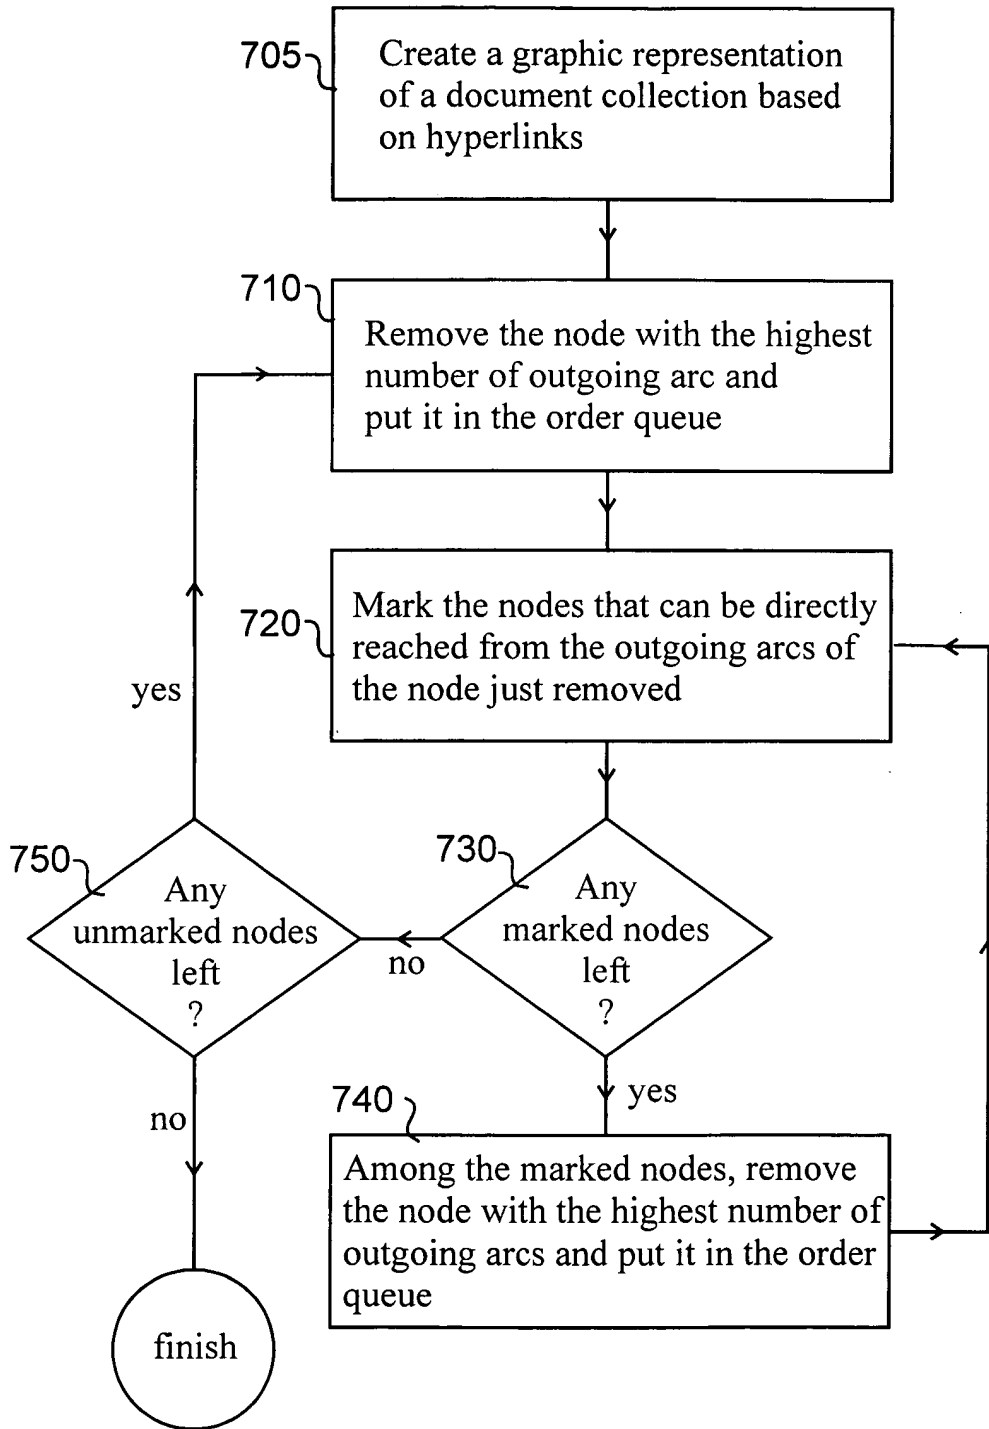 705
Create a graphic representation
of a document collection based
on hyperlinks
710
Remove the node with the highest
number of outgoing arc and
put it in the order queue
720
Mark the nodes that can be directly
reached from the outgoing arcs of
the node just removed
yes
750
Any
unmarked nodes
left
?
730
Any
marked nodes
left
?
no
no
yes
740
Among the marked nodes, remove
the node with the highest number of
outgoing arcs and put it in the order
queue
finish